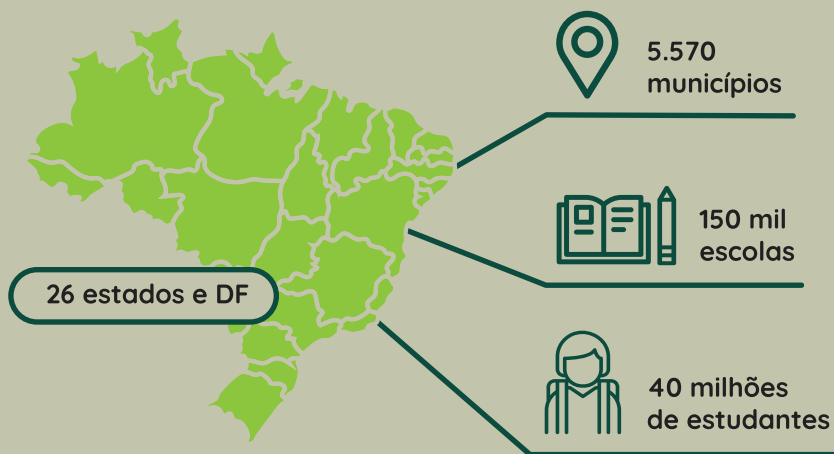 5.570
municípios
150 mil
escolas
26 estados e DF
40 milhões
de estudantes